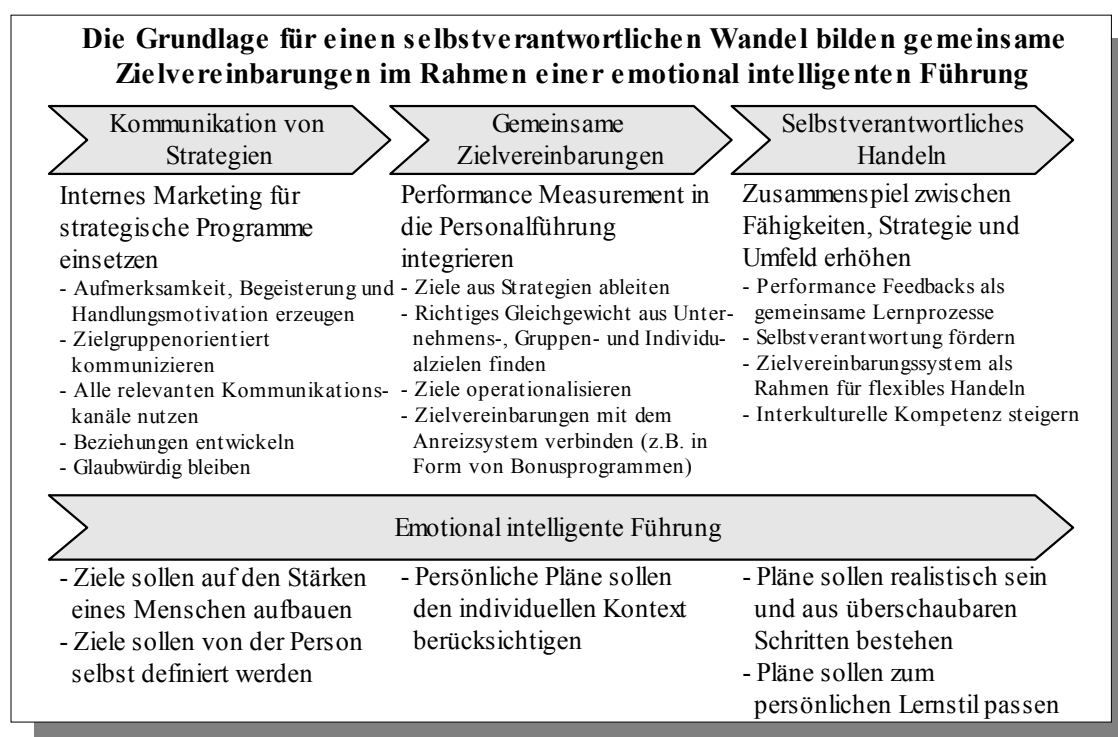 Die Grundlage für einen selbstverantwortlichen Wandel bilden gemeinsame
Zielvereinbarungen im Rahmen einer emotional intelligenten Führung
Kommunikation von
Strategien
Internes Marketing für
strategische Programme
einsetzen
- Aufmerksamkeit, Begeisterung und
Handlungsmotivation erzeugen
- Zielgruppenorientiert
kommunizieren
- Alle relevanten Kommunikations-
kanäle nutzen
- Beziehungen entwickeln
- Glaubwürdig bleiben
Gemeinsame
Zielvereinbarungen
Performance Measurement in
die Personalführung
integrieren
- Ziele aus Strategien ableiten
- Richtiges Gleichgewicht aus Unter-
nehmens-, Gruppen- und Individu-
alzielen finden
- Ziele operationalisieren
- Zielvereinbarungen mit dem
Anreizsystem verbinden (z.B. in
Form von Bonusprogrammen)
Selbstverantwortliches
Handeln
Zusammenspiel zwischen
Fähigkeiten, Strategie und
Umfeld erhöhen
- Performance Feedbacks als
gemeinsame Lernprozesse
- Selbstverantwortung fördern
- Zielvereinbarungssystem als
Rahmen für flexibles Handeln
- Interkulturelle Kompetenz steigern
Emotional intelligente Führung
- Ziele sollen auf den Stärken
eines Menschen aufbauen
- Ziele sollen von der Person
selbst definiert werden
- Persönliche Pläne sollen
den individuellen Kontext
berücksichtigen
- Pläne sollen realistisch sein
und aus überschaubaren
Schritten bestehen
- Pläne sollen zum
persönlichen Lernstil passen